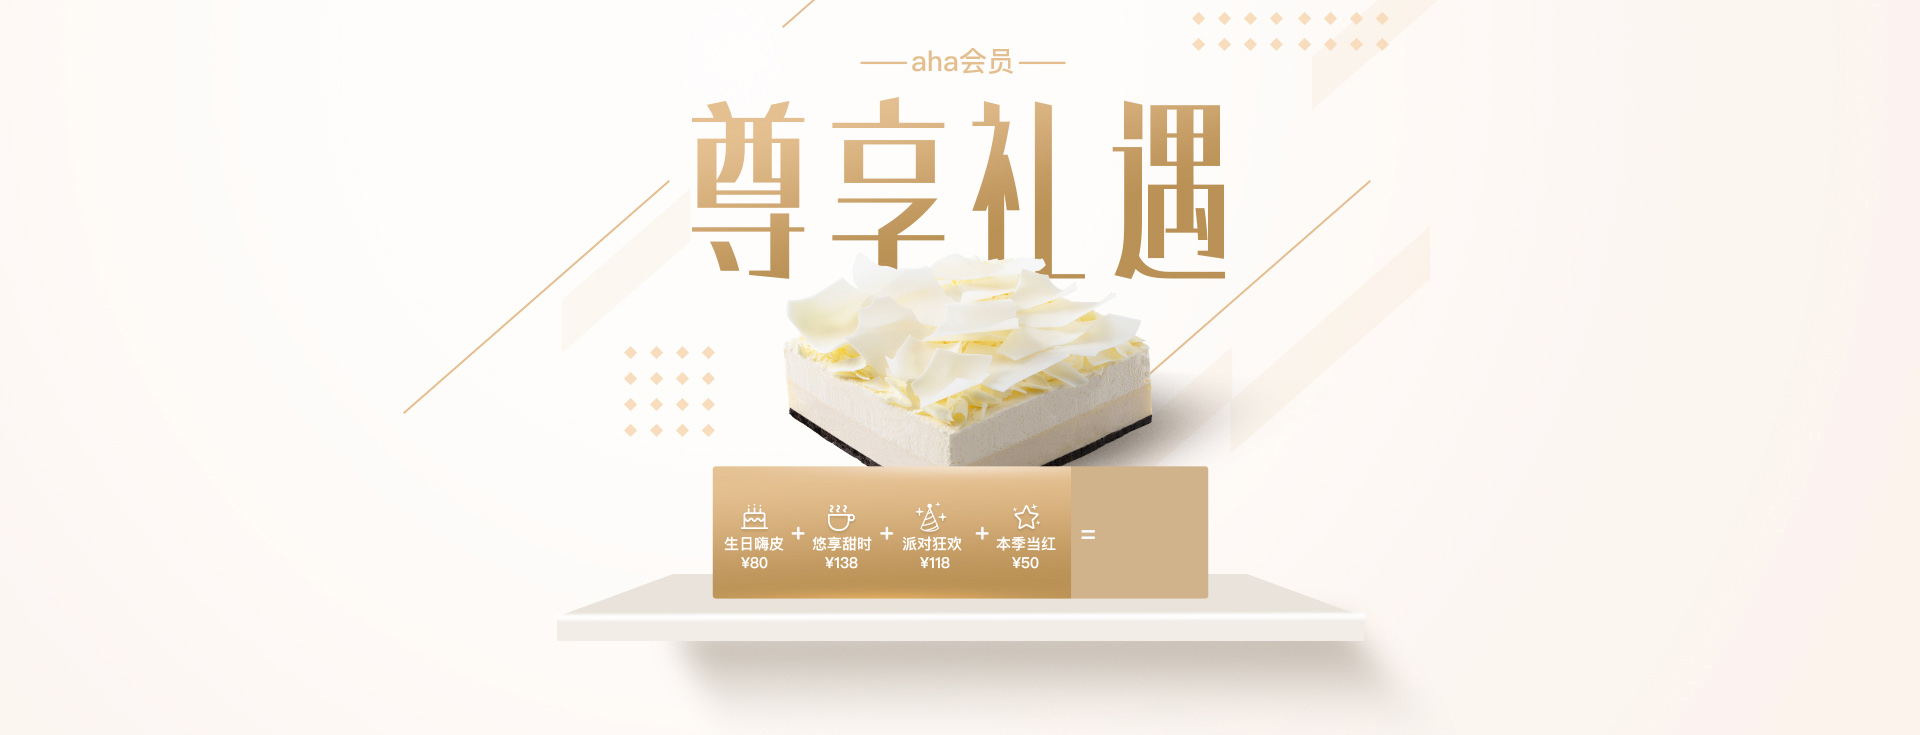 aha会员
尊享礼遇
生日嗨皮 + 悠享甜时 + 派对狂欢 + 本季当红 =
¥80 ¥138 ¥118 ¥50